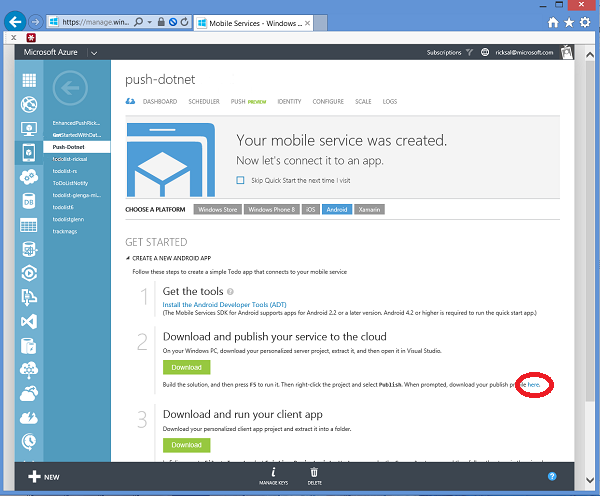 https://manage.win...
Mobile Services - Windows ...
x
Microsoft Azure
Subscriptions
ricksal@microsoft.com
push-dotnet
DASHBOARD SCHEDULER PUSH PREVIEW IDENTITY CONFIGURE SCALE LOGS
EnhancedPushRick...
GetStartedWithDat...
Push-Dotnet
todolist-ricksal
todolist-rs
ToDoListNotify
todolist-glenga-mi...
todolist6
todolistglenn
trackmags
Your mobile service was created.
Now let's connect it to an app.
Skip Quick Start the next time I visit
CHOOSE A PLATFORM Windows Store Windows Phone 8 iOS Android Xamarin
GET STARTED
CREATE A NEW ANDROID APP
Follow these steps to create a simple Todo app that connects to your mobile service
1 Get the tools ?
Install the Android Developer Tools (ADT)
(The Mobile Services SDK for Android supports apps for Android 2.2 or a later version. Android 4.2 or higher is required to run the quick start app.)
2 Download and publish your service to the cloud
On your Windows PC, download your personalized server project, extract it, and then open it in Visual Studio.
Download
Build the solution, and then press F5 to run it. Then right-click the project and select Publish. When prompted, download your publish profile here.
3 Download and run your client app
Download your personalized client app project and extract it into a folder.
Download
DB
NEW
MANAGE KEYS
DELETE
?